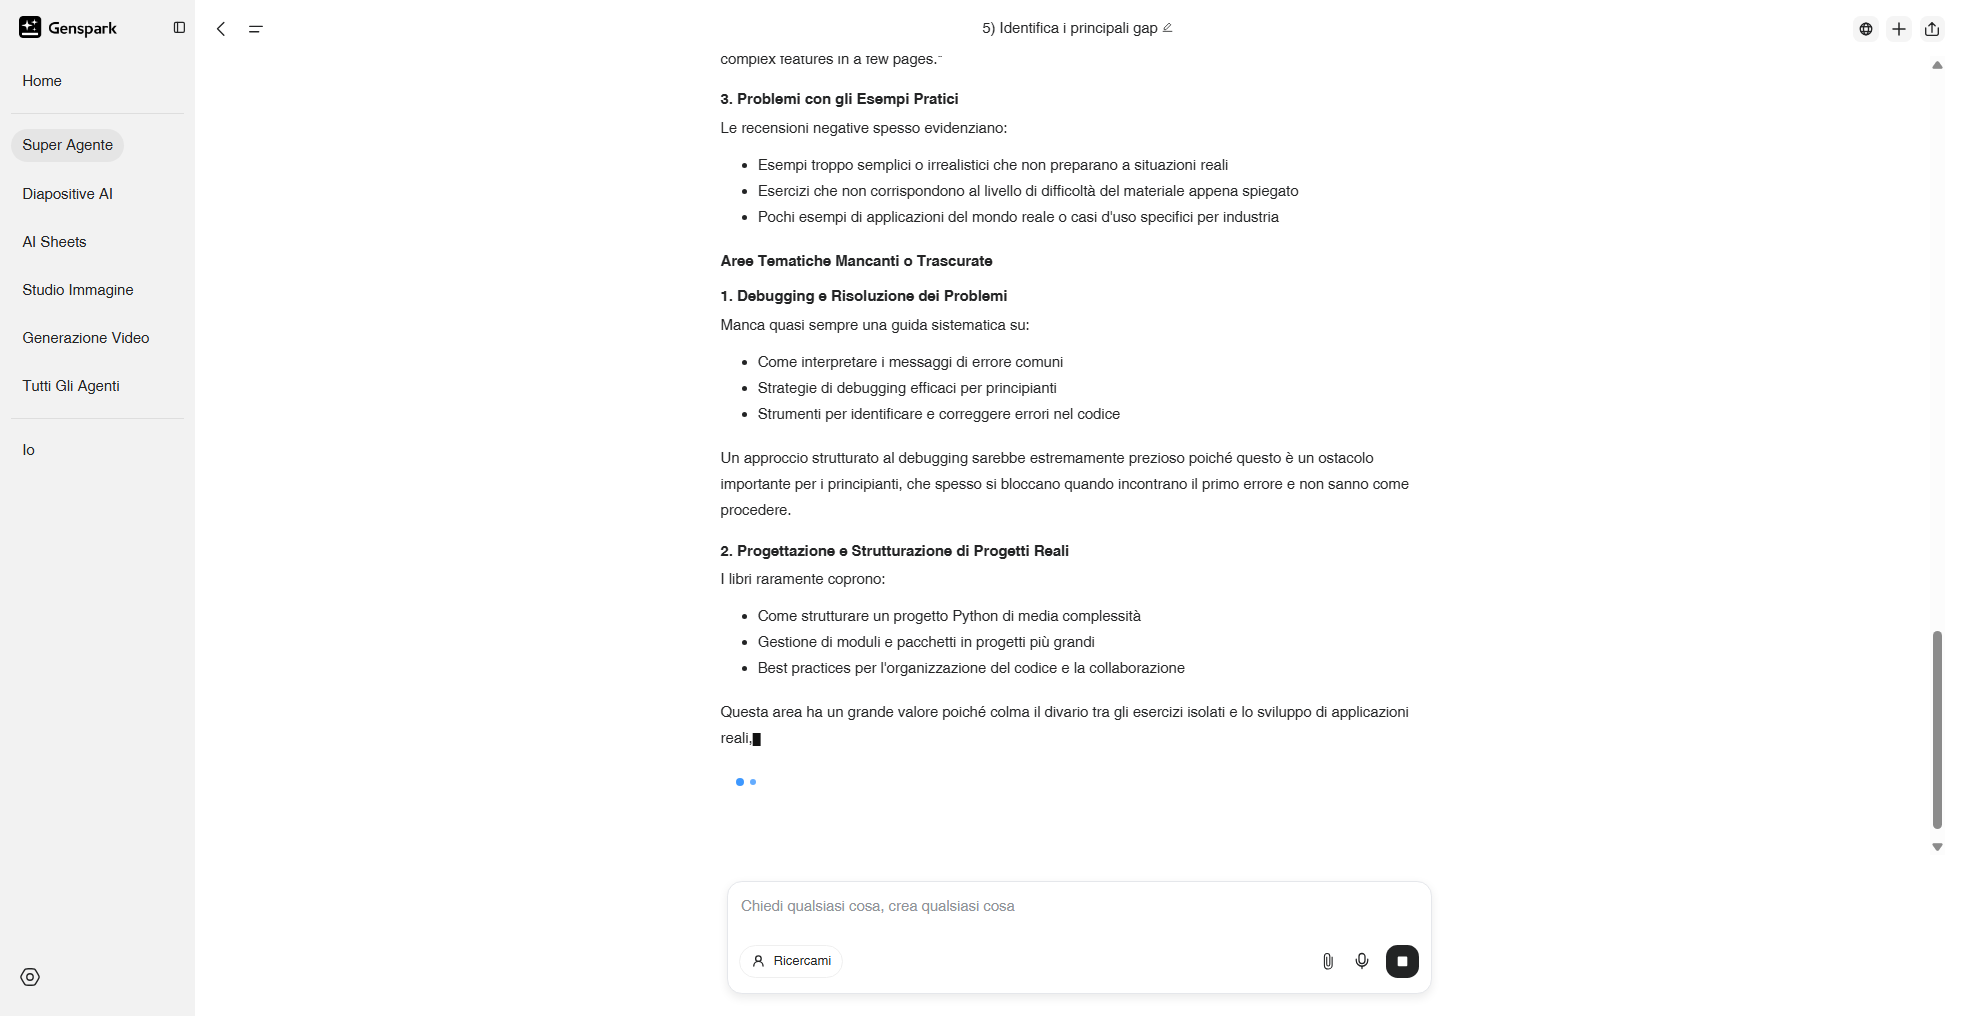 Genspark
Home
Super Agente
Diapositive AI
AI Sheets
Studio Immagine
Generazione Video
Tutti Gli Agenti
Io
5) Identifica i principali gap
complex features in a few pages."
3. Problemi con gli Esempi Pratici
Le recensioni negative spesso evidenziano:
• Esempi troppo semplici o irrealistici che non preparano a situazioni reali
• Esercizi che non corrispondono al livello di difficoltà del materiale appena spiegato
• Pochi esempi di applicazioni del mondo reale o casi d'uso specifici per industria
Aree Tematiche Mancanti o Trascurate
1. Debugging e Risoluzione dei Problemi
Manca quasi sempre una guida sistematica su:
• Come interpretare i messaggi di errore comuni
• Strategie di debugging efficaci per principianti
• Strumenti per identificare e correggere errori nel codice
Un approccio strutturato al debugging sarebbe estremamente prezioso poiché questo è un ostacolo
importante per i principianti, che spesso si bloccano quando incontrano il primo errore e non sanno come
procedere.
2. Progettazione e Strutturazione di Progetti Reali
I libri raramente coprono:
• Come strutturare un progetto Python di media complessità
• Gestione di moduli e pacchetti in progetti più grandi
• Best practices per l'organizzazione del codice e la collaborazione
Questa area ha un grande valore poiché colma il divario tra gli esercizi isolati e lo sviluppo di applicazioni
reali,
Chiedi qualsiasi cosa, crea qualsiasi cosa
Ricercami